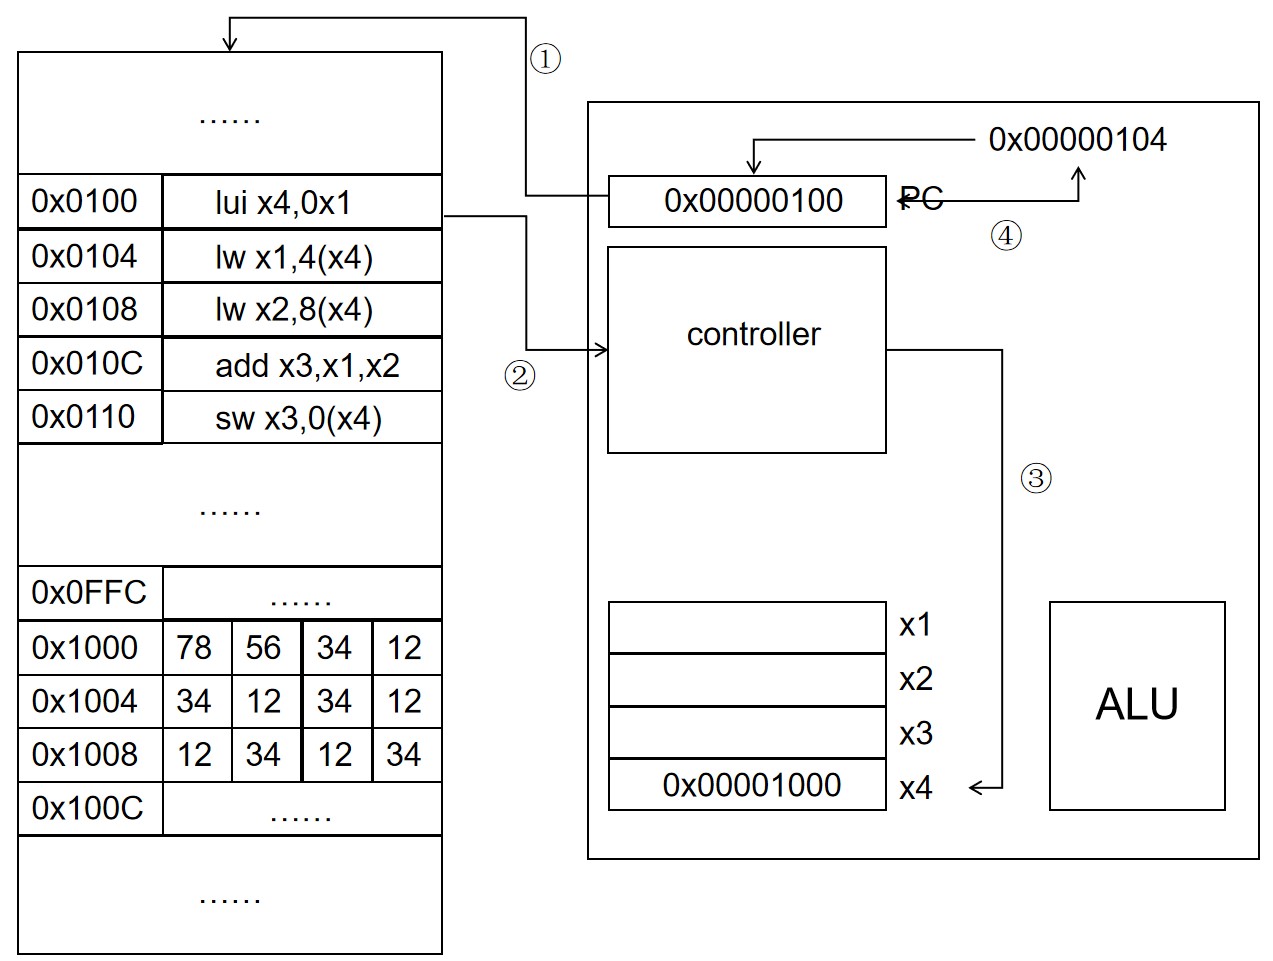 ①
......
0x00000104
0x0100 lui x4,0x1
0x00000100 PC
④
0x0104 lw x1,4(x4)
0x0108 lw x2,8(x4)
controller
0x010C add x3,x1,x2
②
0x0110 sw x3,0(x4)
③
......
0x0FFC ......
x1
0x1000 78 56 34 12
x2
0x1004 34 12 34 12
ALU
x3
0x1008 12 34 12 34
0x00001000 x4
0x100C ......
......